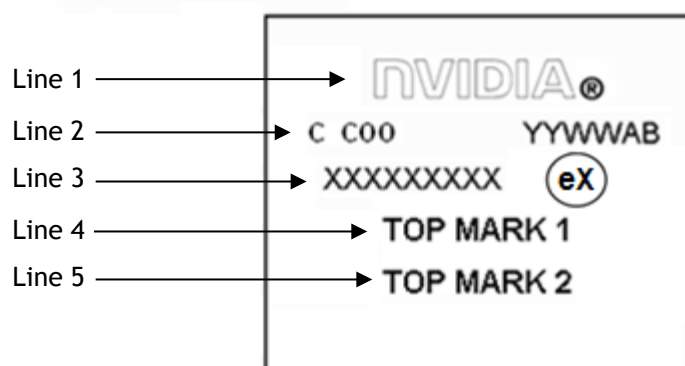 Line 1 NVIDIA®
Line 2 C COO YYWWAB
Line 3 XXXXXXXXX eX
Line 4 TOP MARK 1
Line 5 TOP MARK 2